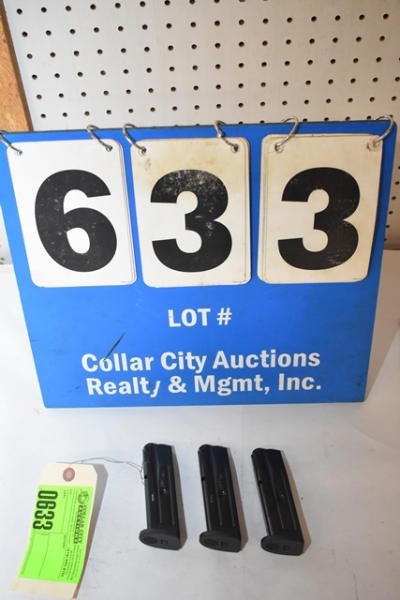 633
LOT #
Collar City Auctions
Realty & Mgmt, Inc.
0633